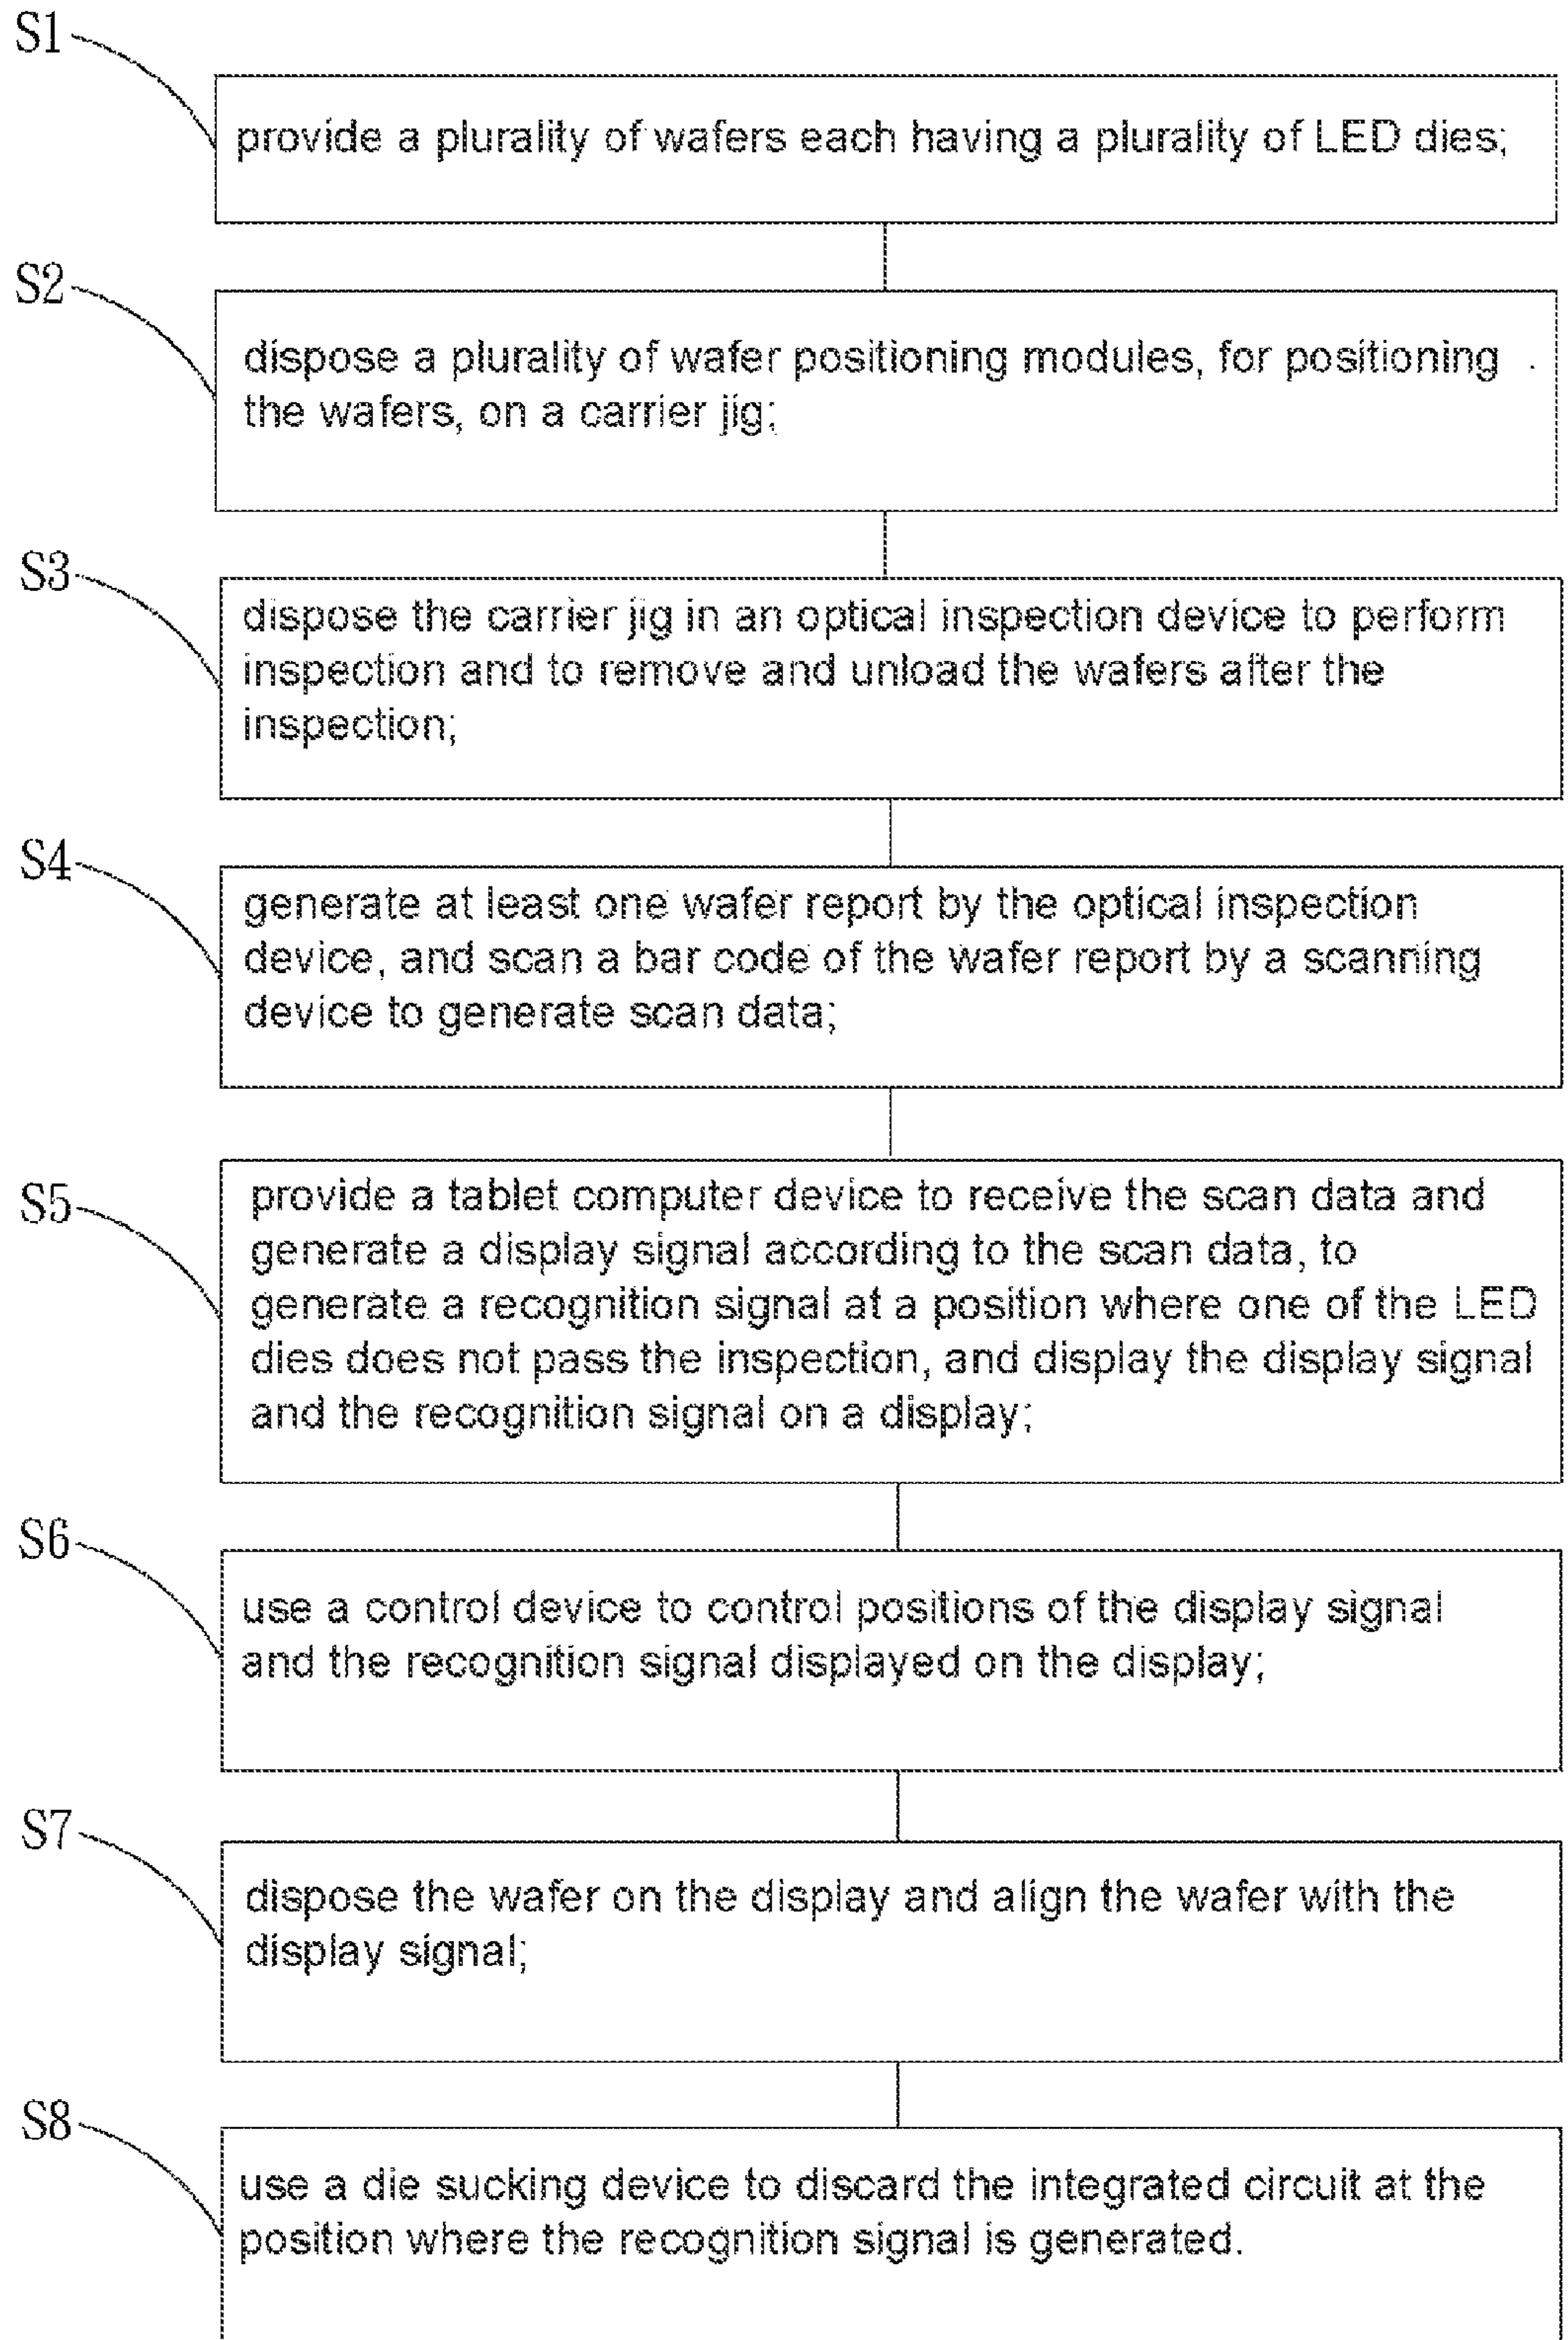 S1
provide a plurality of wafers each having a plurality of LED dies;
S2
dispose a plurality of wafer positioning modules, for positioning
the wafers, on a carrier jig;
S3
dispose the carrier jig in an optical inspection device to perform
inspection and to remove and unload the wafers after the
inspection;
S4
generate at least one wafer report by the optical inspection
device, and scan a bar code of the wafer report by a scanning
device to generate scan data;
S5
provide a tablet computer device to receive the scan data and
generate a display signal according to the scan data, to
generate a recognition signal at a position where one of the LED
dies does not pass the inspection, and display the display signal
and the recognition signal on a display;
S6
use a control device to control positions of the display signal
and the recognition signal displayed on the display;
S7
dispose the wafer on the display and align the wafer with the
display signal;
S8
use a die sucking device to discard the integrated circuit at the
position where the recognition signal is generated.